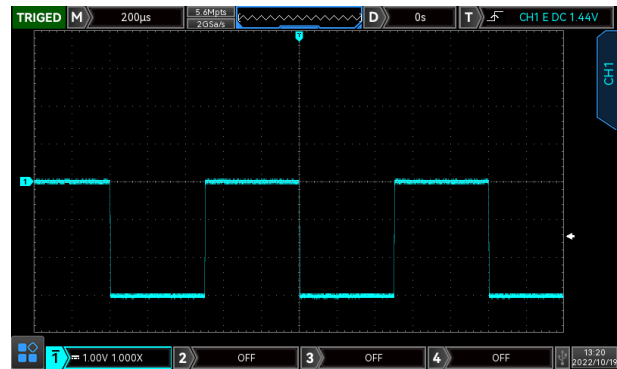 TRIGED M 200μs 5.6Mpts D 0s T CH1 E DC 1.44V
2GSa/s
T
CH1
1
1 1.00V 1.000X 2 OFF 3 OFF 4 OFF 13:20
2022/10/19